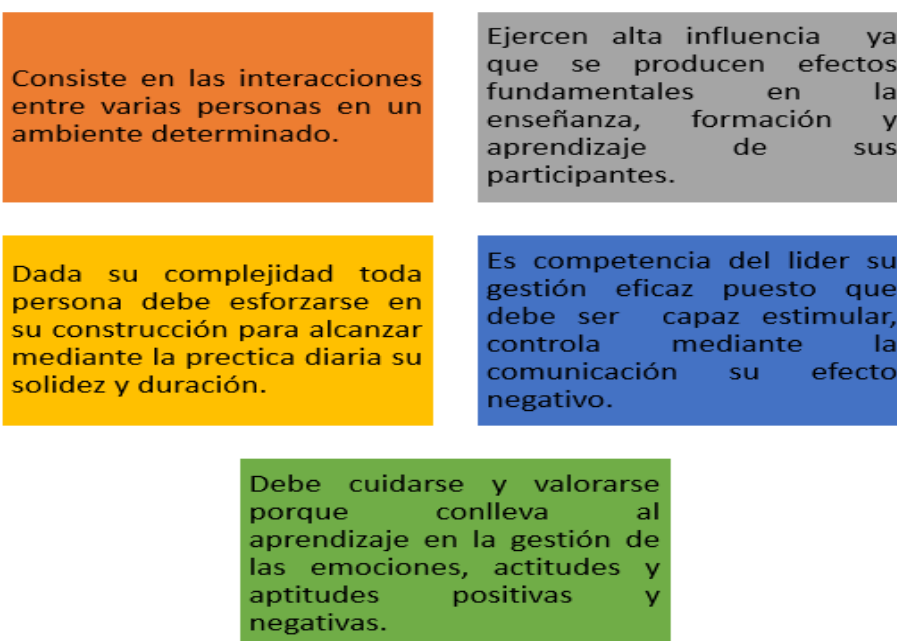 Consiste en las interacciones
entre varias personas en un
ambiente determinado.
Ejercen alta influencia ya
que se producen efectos
fundamentales en la
enseñanza, formación y
aprendizaje de sus
participantes.
Dada su complejidad toda
persona debe esforzarse en
su construcción para alcanzar
mediante la prectica diaria su
solidez y duración.
Es competencia del lider su
gestión eficaz puesto que
debe ser capaz estimular,
controla mediante la
comunicación su efecto
negativo.
Debe cuidarse y valorarse
porque conlleva al
aprendizaje en la gestión de
las emociones, actitudes y
aptitudes positivas y
negativas.